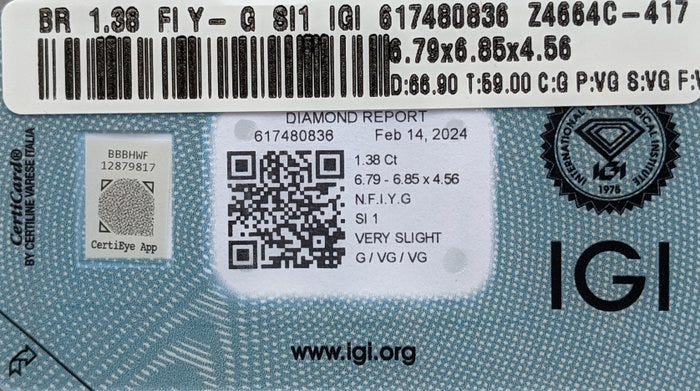 BR 1.38 FI Y- G SI1 IGI 617480836 Z4664C-417
6.79x6.85x4.56
D:66.90 T:59.00 C:G P:VG S:VG F:
DIAMOND REPORT
617480836 Feb 14, 2024
1.38 Ct
6.79 - 6.85 x 4.56
N.F.I.Y.G
SI 1
VERY SLIGHT
G / VG / VG
BBBHWF
12879817
CertiEye App
CertiCard®
BY CERTILINE VARESE ITALIA
INTERNATIONAL GEMOLOGICAL INSTITUTE
IGI
1975
IGI
www.igi.org